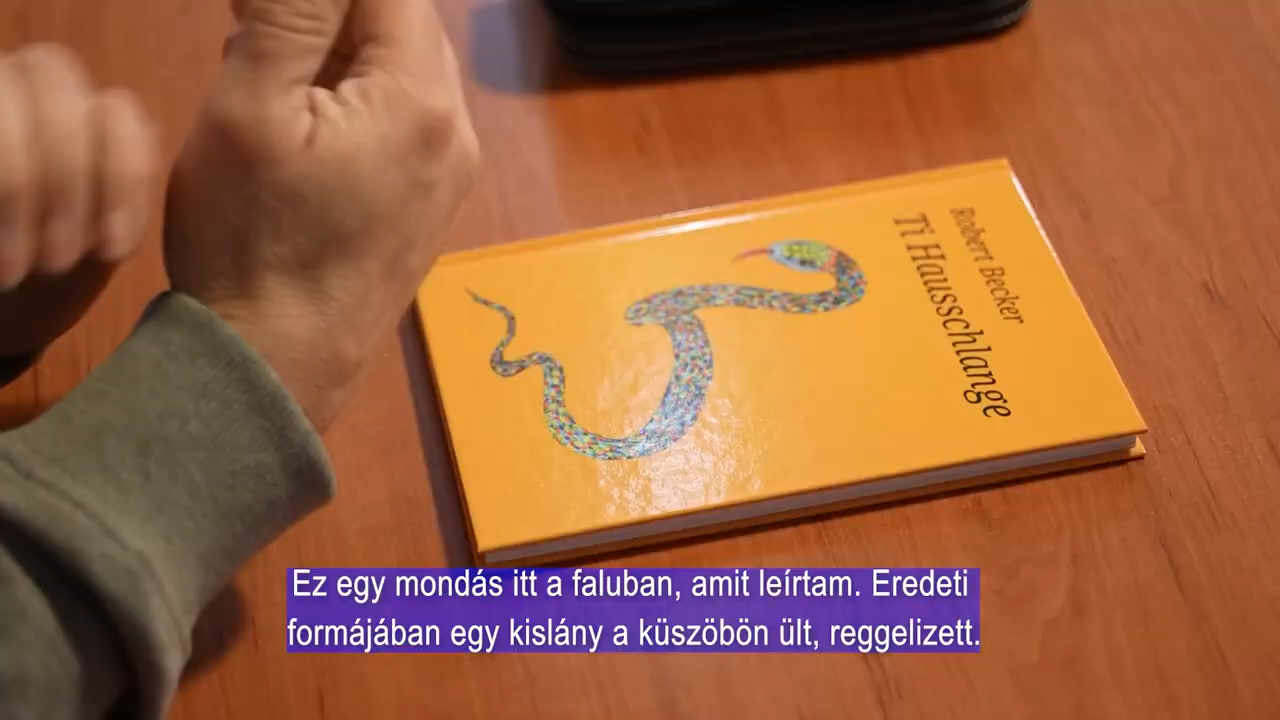 Robert Becker
Ti Hausschlange
Ez egy mondás itt a faluban, amit leírtam. Eredeti
formájában egy kislány a küszöbön ült, reggelizett.